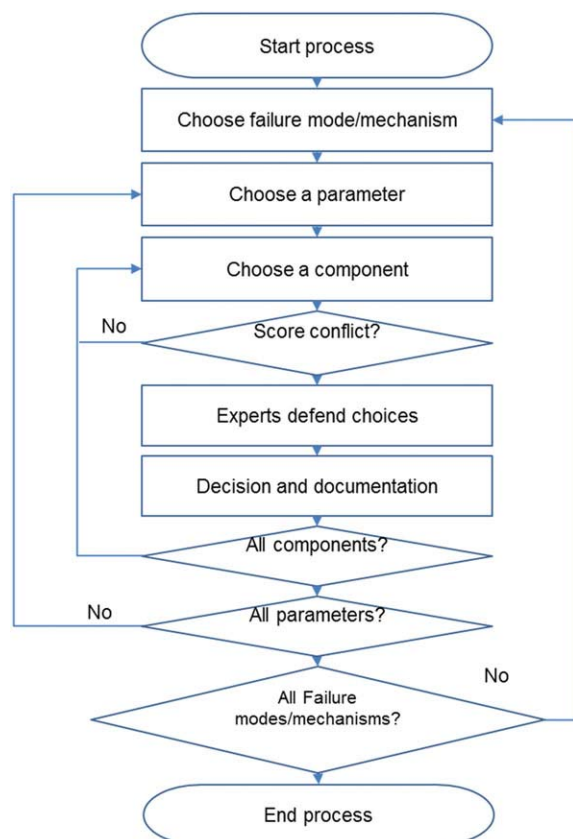 Start process
Choose failure mode/mechanism
Choose a parameter
Choose a component
No
Score conflict?
Experts defend choices
Decision and documentation
All components?
No
All parameters?
No
All Failure
modes/mechanisms?
End process